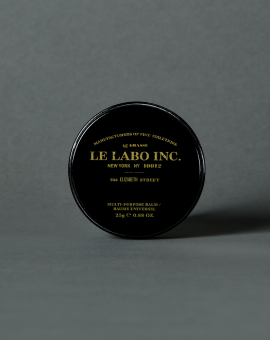 MANUFACTURERS OF FINE TOILETRIES
LE LABO INC.
NEW YORK NY 10012
ELIZABETH STREET
MULTI-PURPOSE BALM /
BAUME UNIVERSEL
25g ℮ 0.88 OZ.